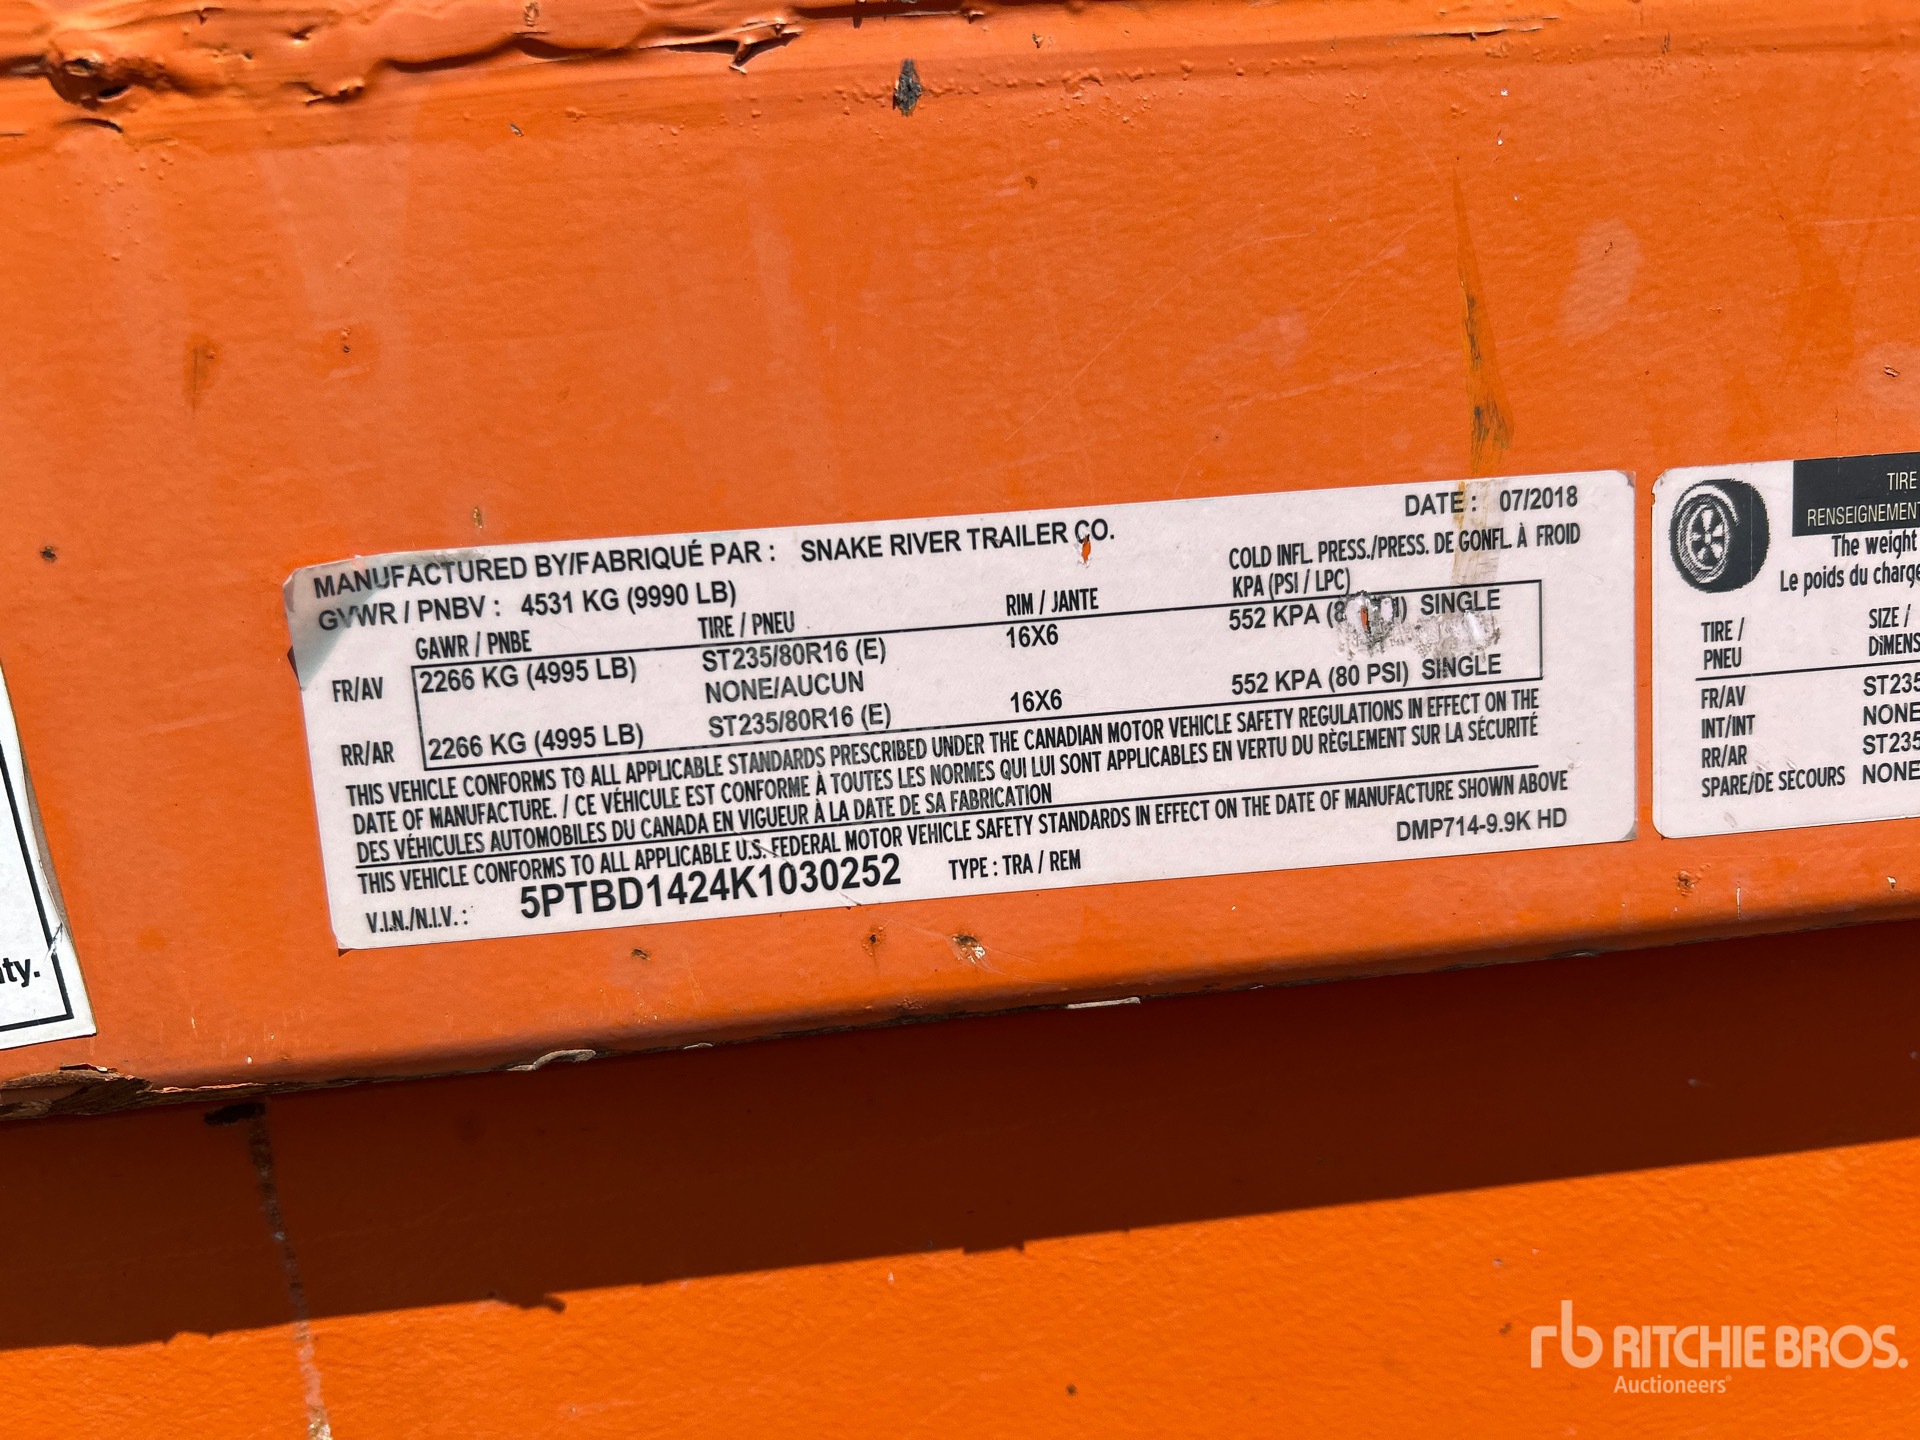 MANUFACTURED BY/FABRIQUÉ PAR : SNAKE RIVER TRAILER CO. DATE : 07/2018
GVWR / PNBV : 4531 KG (9990 LB) COLD INFL. PRESS./PRESS. DE GONFL. À FROID
GAWR / PNBE TIRE / PNEU RIM / JANTE KPA (PSI / LPC)
FR/AV 2266 KG (4995 LB) ST235/80R16 (E) 16X6 552 KPA SINGLE
NONE/AUCUN
RR/AR 2266 KG (4995 LB) ST235/80R16 (E) 16X6 552 KPA (80 PSI) SINGLE
THIS VEHICLE CONFORMS TO ALL APPLICABLE STANDARDS PRESCRIBED UNDER THE CANADIAN MOTOR VEHICLE SAFETY REGULATIONS IN EFFECT ON THE
DATE OF MANUFACTURE. / CE VÉHICULE EST CONFORME À TOUTES LES NORMES QUI LUI SONT APPLICABLES EN VERTU DU RÈGLEMENT SUR LA SÉCURITÉ
DES VÉHICULES AUTOMOBILES DU CANADA EN VIGUEUR À LA DATE DE SA FABRICATION
THIS VEHICLE CONFORMS TO ALL APPLICABLE U.S. FEDERAL MOTOR VEHICLE SAFETY STANDARDS IN EFFECT ON THE DATE OF MANUFACTURE SHOWN ABOVE
V.I.N./N.I.V. : 5PTBD1424K1030252 TYPE : TRA / REM DMP714-9.9K HD
TIRE
RENSEIGNEMENT
The weight
Le poids du charge
TIRE / SIZE /
PNEU DIMENS
FR/AV ST235
INT/INT NONE
RR/AR ST235
SPARE/DE SECOURS NONE
ty.
rb RITCHIE BROS.
Auctioneers